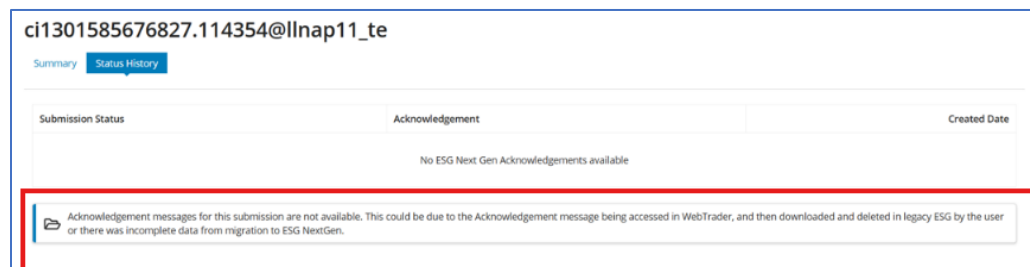 ci1301585676827.114354@llnap11_te
Summary Status History
Submission Status Acknowledgement Created Date
No ESG Next Gen Acknowledgements available
Acknowledgement messages for this submission are not available. This could be due to the Acknowledgement message being accessed in WebTrader, and then downloaded and deleted in legacy ESG by the user
or there was incomplete data from migration to ESG NextGen.